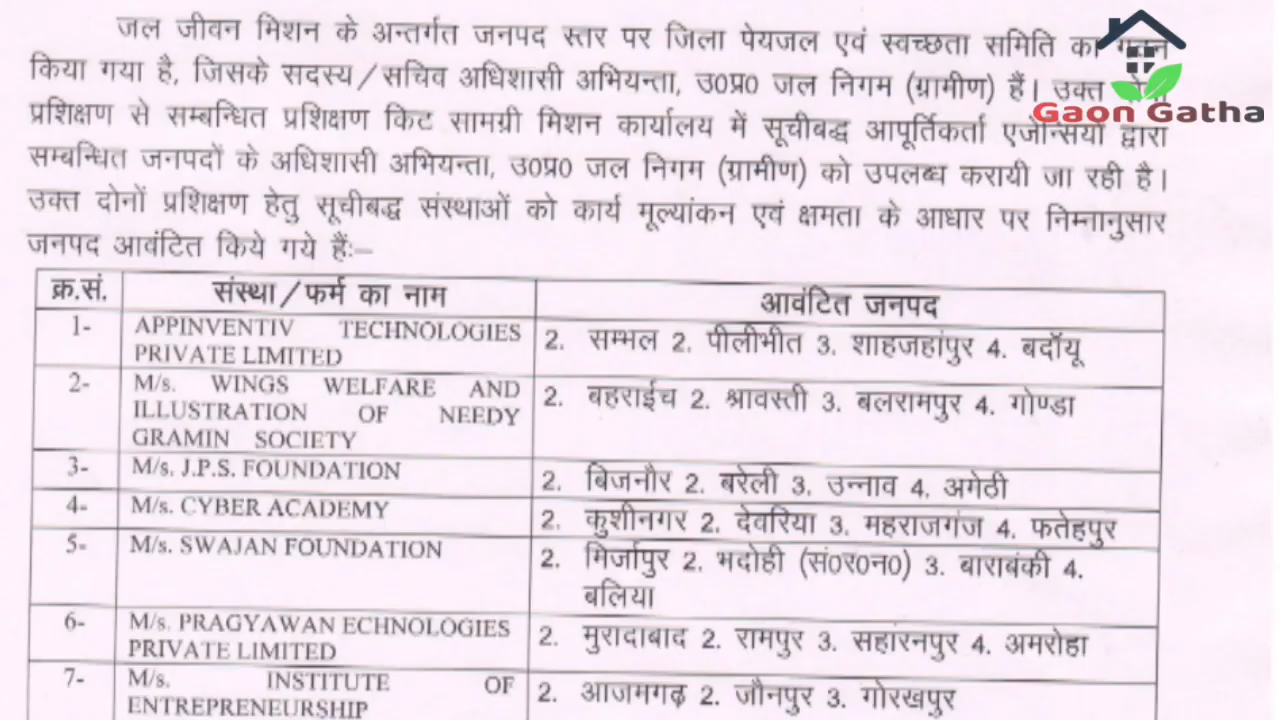 जल जीवन मिशन के अन्तर्गत जनपद स्तर पर जिला पेयजल एवं स्वच्छता समिति का
किया गया है, जिसके सदस्य/सचिव अधिशासी अभियन्ता, उ0प्र0 जल निगम (ग्रामीण) हैं। उक्त
प्रशिक्षण से सम्बन्धित प्रशिक्षण किट सामग्री मिशन कार्यालय में सूचीबद्ध आपूर्तिकर्ता एजेन्सियों द्वारा
सम्बन्धित जनपदों के अधिशासी अभियन्ता, उ0प्र0 जल निगम (ग्रामीण) को उपलब्ध करायी जा रही है।
उक्त दोनों प्रशिक्षण हेतु सूचीबद्ध संस्थाओं को कार्य मूल्यांकन एवं क्षमता के आधार पर निम्नानुसार
जनपद आवंटित किये गये हैं:–
Gaon Gatha
क्र.सं. संस्था/फर्म का नाम आवंटित जनपद
1- APPINVENTIV TECHNOLOGIES
PRIVATE LIMITED
2. सम्भल 2. पीलीभीत 3. शाहजहांपुर 4. बदॉयू
2- M/s. WINGS WELFARE AND
ILLUSTRATION OF NEEDY
GRAMIN SOCIETY
2. बहराईच 2. श्रावस्ती 3. बलरामपुर 4. गोण्डा
3- M/s. J.P.S. FOUNDATION
2. बिजनौर 2. बरेली 3. उन्नाव 4. अमेठी
4- M/s. CYBER ACADEMY
2. कुशीनगर 2. देवरिया 3. महराजगंज 4. फतेहपुर
5- M/s. SWAJAN FOUNDATION
2. मिर्जापुर 2. भदोही (सं0र0न0) 3. बाराबंकी 4.
बलिया
6- M/s. PRAGYAWAN ECHNOLOGIES
PRIVATE LIMITED
2. मुरादाबाद 2. रामपुर 3. सहारनपुर 4. अमरोहा
7- M/s. INSTITUTE OF
ENTREPRENEURSHIP
2. आजमगढ़ 2. जौनपुर 3. गोरखपुर